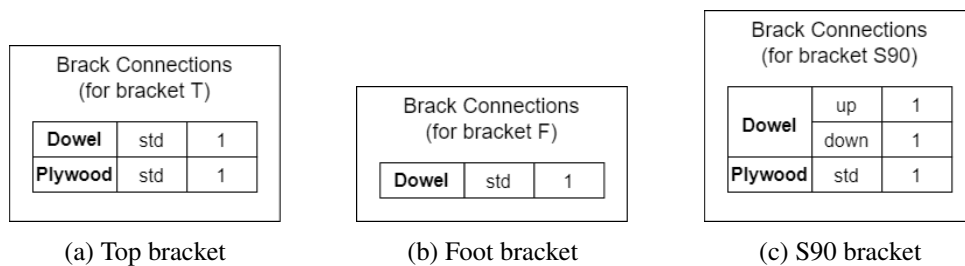 Brack Connections
(for bracket T)
Dowel std 1
Plywood std 1
(a) Top bracket
Brack Connections
(for bracket F)
Dowel std 1
(b) Foot bracket
Brack Connections
(for bracket S90)
Dowel up 1
down 1
Plywood std 1
(c) S90 bracket